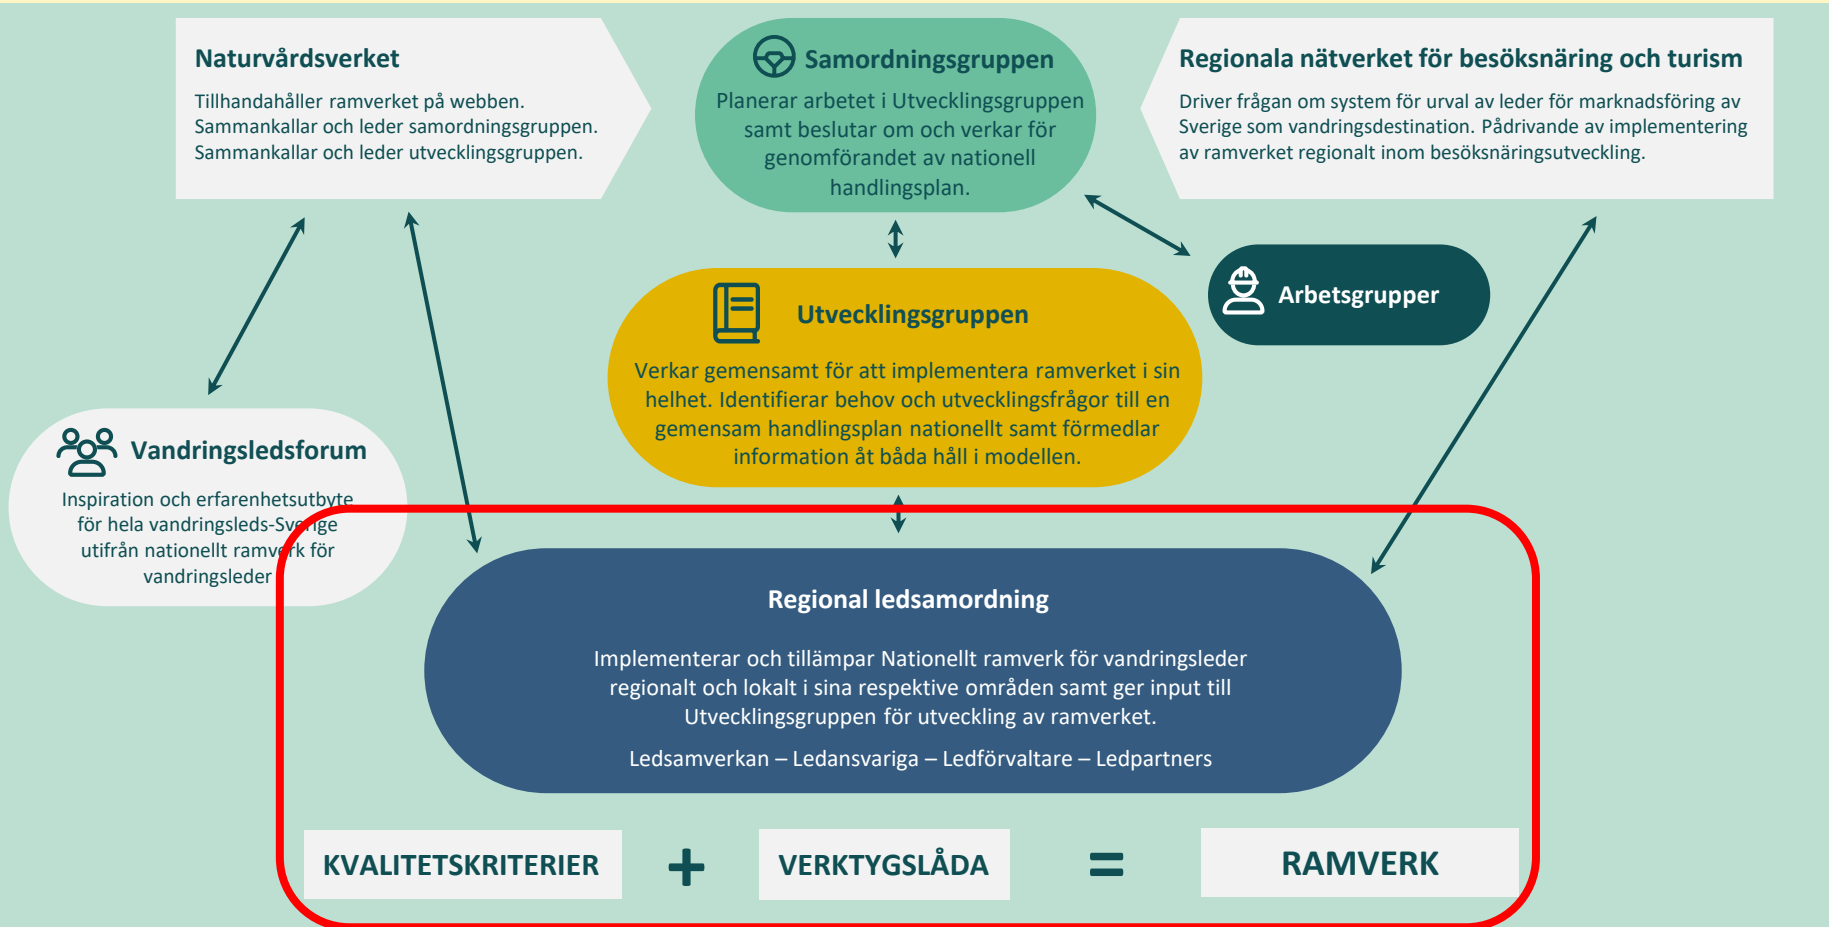 Naturvårdsverket
Tillhandahåller ramverket på webben.
Sammankallar och leder samordningsgruppen.
Sammankallar och leder utvecklingsgruppen.
Samordningsgruppen
Planerar arbetet i Utvecklingsgruppen
samt beslutar om och verkar för
genomförandet av nationell
handlingsplan.
Regionala nätverket för besöksnäring och turism
Driver frågan om system för urval av leder för marknadsföring av
Sverige som vandringsdestination. Pådrivande av implementering
av ramverket regionalt inom besöksnäringsutveckling.
Arbetsgrupper
Utvecklingsgruppen
Verkar gemensamt för att implementera ramverket i sin
helhet. Identifierar behov och utvecklingsfrågor till en
gemensam handlingsplan nationellt samt förmedlar
information åt båda håll i modellen.
Vandringsledsforum
Inspiration och erfarenhetsutbyte
för hela vandringsleds-Sverige
utifrån nationellt ramverk för
vandringsleder
Regional ledsamordning
Implementerar och tillämpar Nationellt ramverk för vandringsleder
regionalt och lokalt i sina respektive områden samt ger input till
Utvecklingsgruppen för utveckling av ramverket.
Ledsamverkan – Ledansvariga – Ledförvaltare – Ledpartners
KVALITETSKRITERIER + VERKTYGSLÅDA = RAMVERK